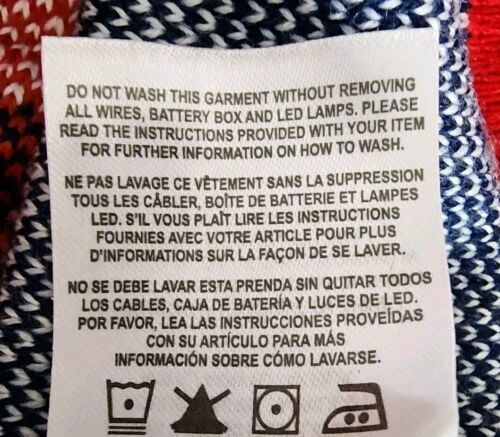 DO NOT WASH THIS GARMENT WITHOUT REMOVING
ALL WIRES, BATTERY BOX AND LED LAMPS. PLEASE
READ THE INSTRUCTIONS PROVIDED WITH YOUR ITEM
FOR FURTHER INFORMATION ON HOW TO WASH.
NE PAS LAVAGE CE VÊTEMENT SANS LA SUPPRESSION
TOUS LES CÂBLER, BOÎTE DE BATTERIE ET LAMPES
LED. S'IL VOUS PLAÎT LIRE LES INSTRUCTIONS
FOURNIES AVEC VOTRE ARTICLE POUR PLUS
D'INFORMATIONS SUR LA FAÇON DE SE LAVER.
NO SE DEBE LAVAR ESTA PRENDA SIN QUITAR TODOS
LOS CABLES, CAJA DE BATERÍA Y LUCES DE LED.
POR FAVOR, LEA LAS INSTRUCCIONES PROVEÍDAS
CON SU ARTÍCULO PARA MÁS
INFORMACIÓN SOBRE CÓMO LAVARSE.